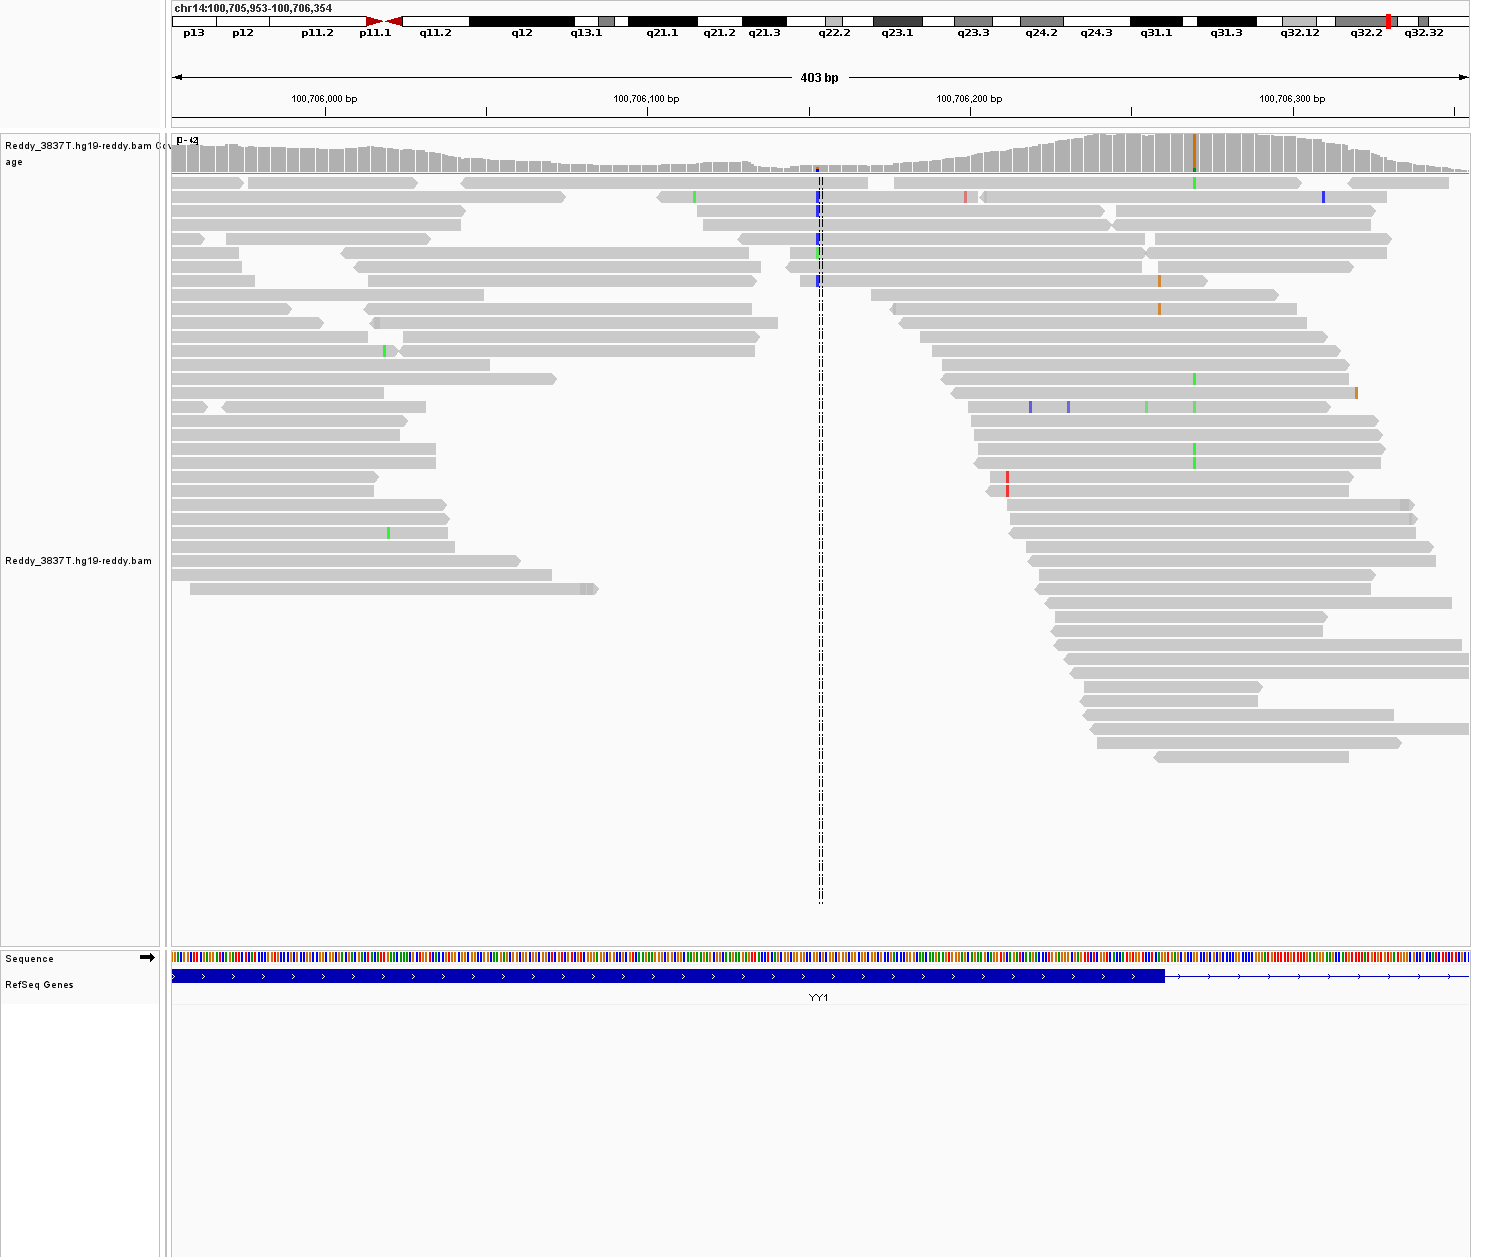 chr14:100,705,953-100,706,354
p13 p12 p11.2 p11.1 q11.2 q12 q13.1 q21.1 q21.2 q21.3 q22.2 q23.1 q23.3 q24.2 q24.3 q31.1 q31.3 q32.12 q32.2 q32.32
403 bp
100,706,000 bp 100,706,100 bp 100,706,200 bp 100,706,300 bp
Reddy_3837T.hg19-reddy.bam Cov
age
[0 - 42]
Reddy_3837T.hg19-reddy.bam
Sequence
RefSeq Genes
YY1